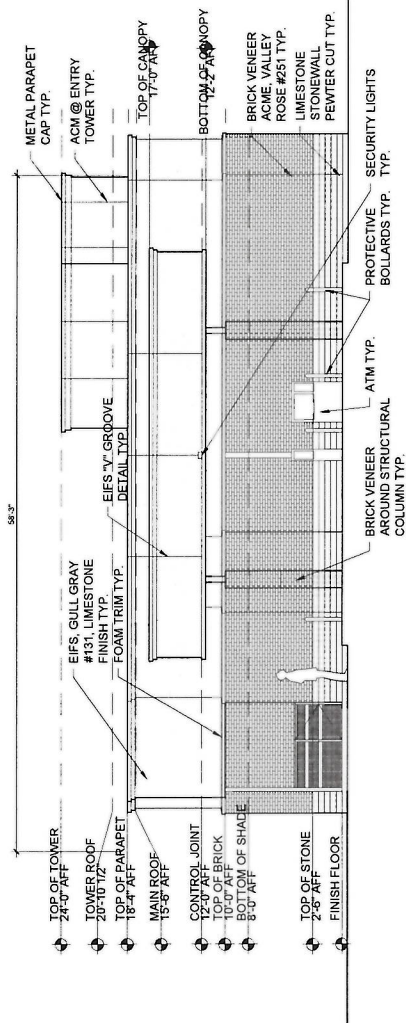 58'-3"
METAL PARAPET
CAP TYP.
ACM @ ENTRY
TOWER TYP.
EIFS, GULL GRAY
#131, LIMESTONE
FINISH TYP.
FOAM TRIM TYP.
EIFS "V" GROOVE
DETAIL TYP
TOP OF TOWER
24'-0" AFF
TOWER ROOF
20'-10 1/2"
TOP OF PARAPET
18'-4" AFF
MAIN ROOF
15'-6" AFF
CONTROL JOINT
12'-0" AFF
TOP OF BRICK
10'-0" AFF
BOTTOM OF SHADE
8'-0" AFF
TOP OF STONE
2'-6" AFF
FINISH FLOOR
TOP OF CANOPY
17'-0" AFF
BOTTOM OF CANOPY
12'-2" AFF
BRICK VENEER
ACME, VALLEY
ROSE #251 TYP.
LIMESTONE
STONEWALL
PEWTER CUT TYP.
SECURITY LIGHTS
TYP.
PROTECTIVE
BOLLARDS TYP.
ATM TYP.
BRICK VENEER
AROUND STRUCTURAL
COLUMN TYP.